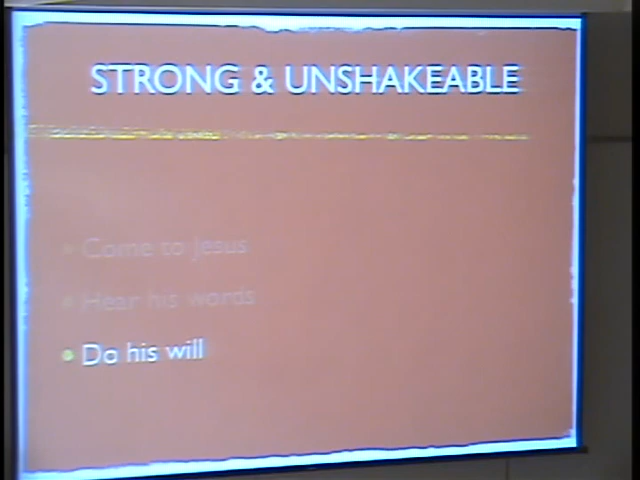 STRONG & UNSHAKEABLE
• Come to Jesus
• Hear his words
• Do his will